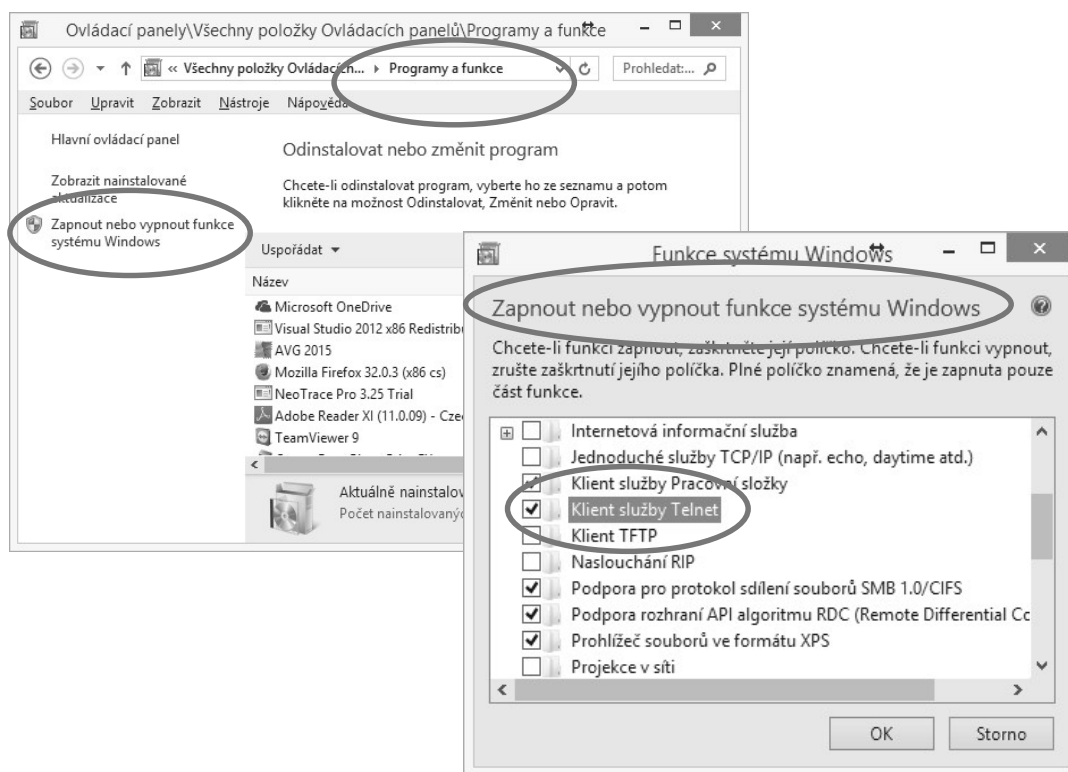 Ovládací panely\Všechny položky Ovládacích panelů\Programy a funkce
« Všechny položky Ovládacích... Programy a funkce Prohledat:...
Soubor Upravit Zobrazit Nástroje Nápověda
Hlavní ovládací panel
Zobrazit nainstalované
aktualizace
Zapnout nebo vypnout funkce
systému Windows
Odinstalovat nebo změnit program
Chcete-li odinstalovat program, vyberte ho ze seznamu a potom
klikněte na možnost Odinstalovat, Změnit nebo Opravit.
Uspořádat
Název
Microsoft OneDrive
Visual Studio 2012 x86 Redistribu
AVG 2015
Mozilla Firefox 32.0.3 (x86 cs)
NeoTrace Pro 3.25 Trial
Adobe Reader XI (11.0.09) - Cze
TeamViewer 9
Aktuálně nainstalov
Počet nainstalovaný
Funkce systému Windows
Zapnout nebo vypnout funkce systému Windows
Chcete-li funkci zapnout, zaškrtněte její políčko. Chcete-li funkci vypnout,
zrušte zaškrtnutí jejího políčka. Plné políčko znamená, že je zapnuta pouze
část funkce.
Internetová informační služba
Jednoduché služby TCP/IP (např. echo, daytime atd.)
Klient služby Pracovní složky
Klient služby Telnet
Klient TFTP
Naslouchání RIP
Podpora pro protokol sdílení souborů SMB 1.0/CIFS
Podpora rozhraní API algoritmu RDC (Remote Differential Cc
Prohlížeč souborů ve formátu XPS
Projekce v síti
OK Storno